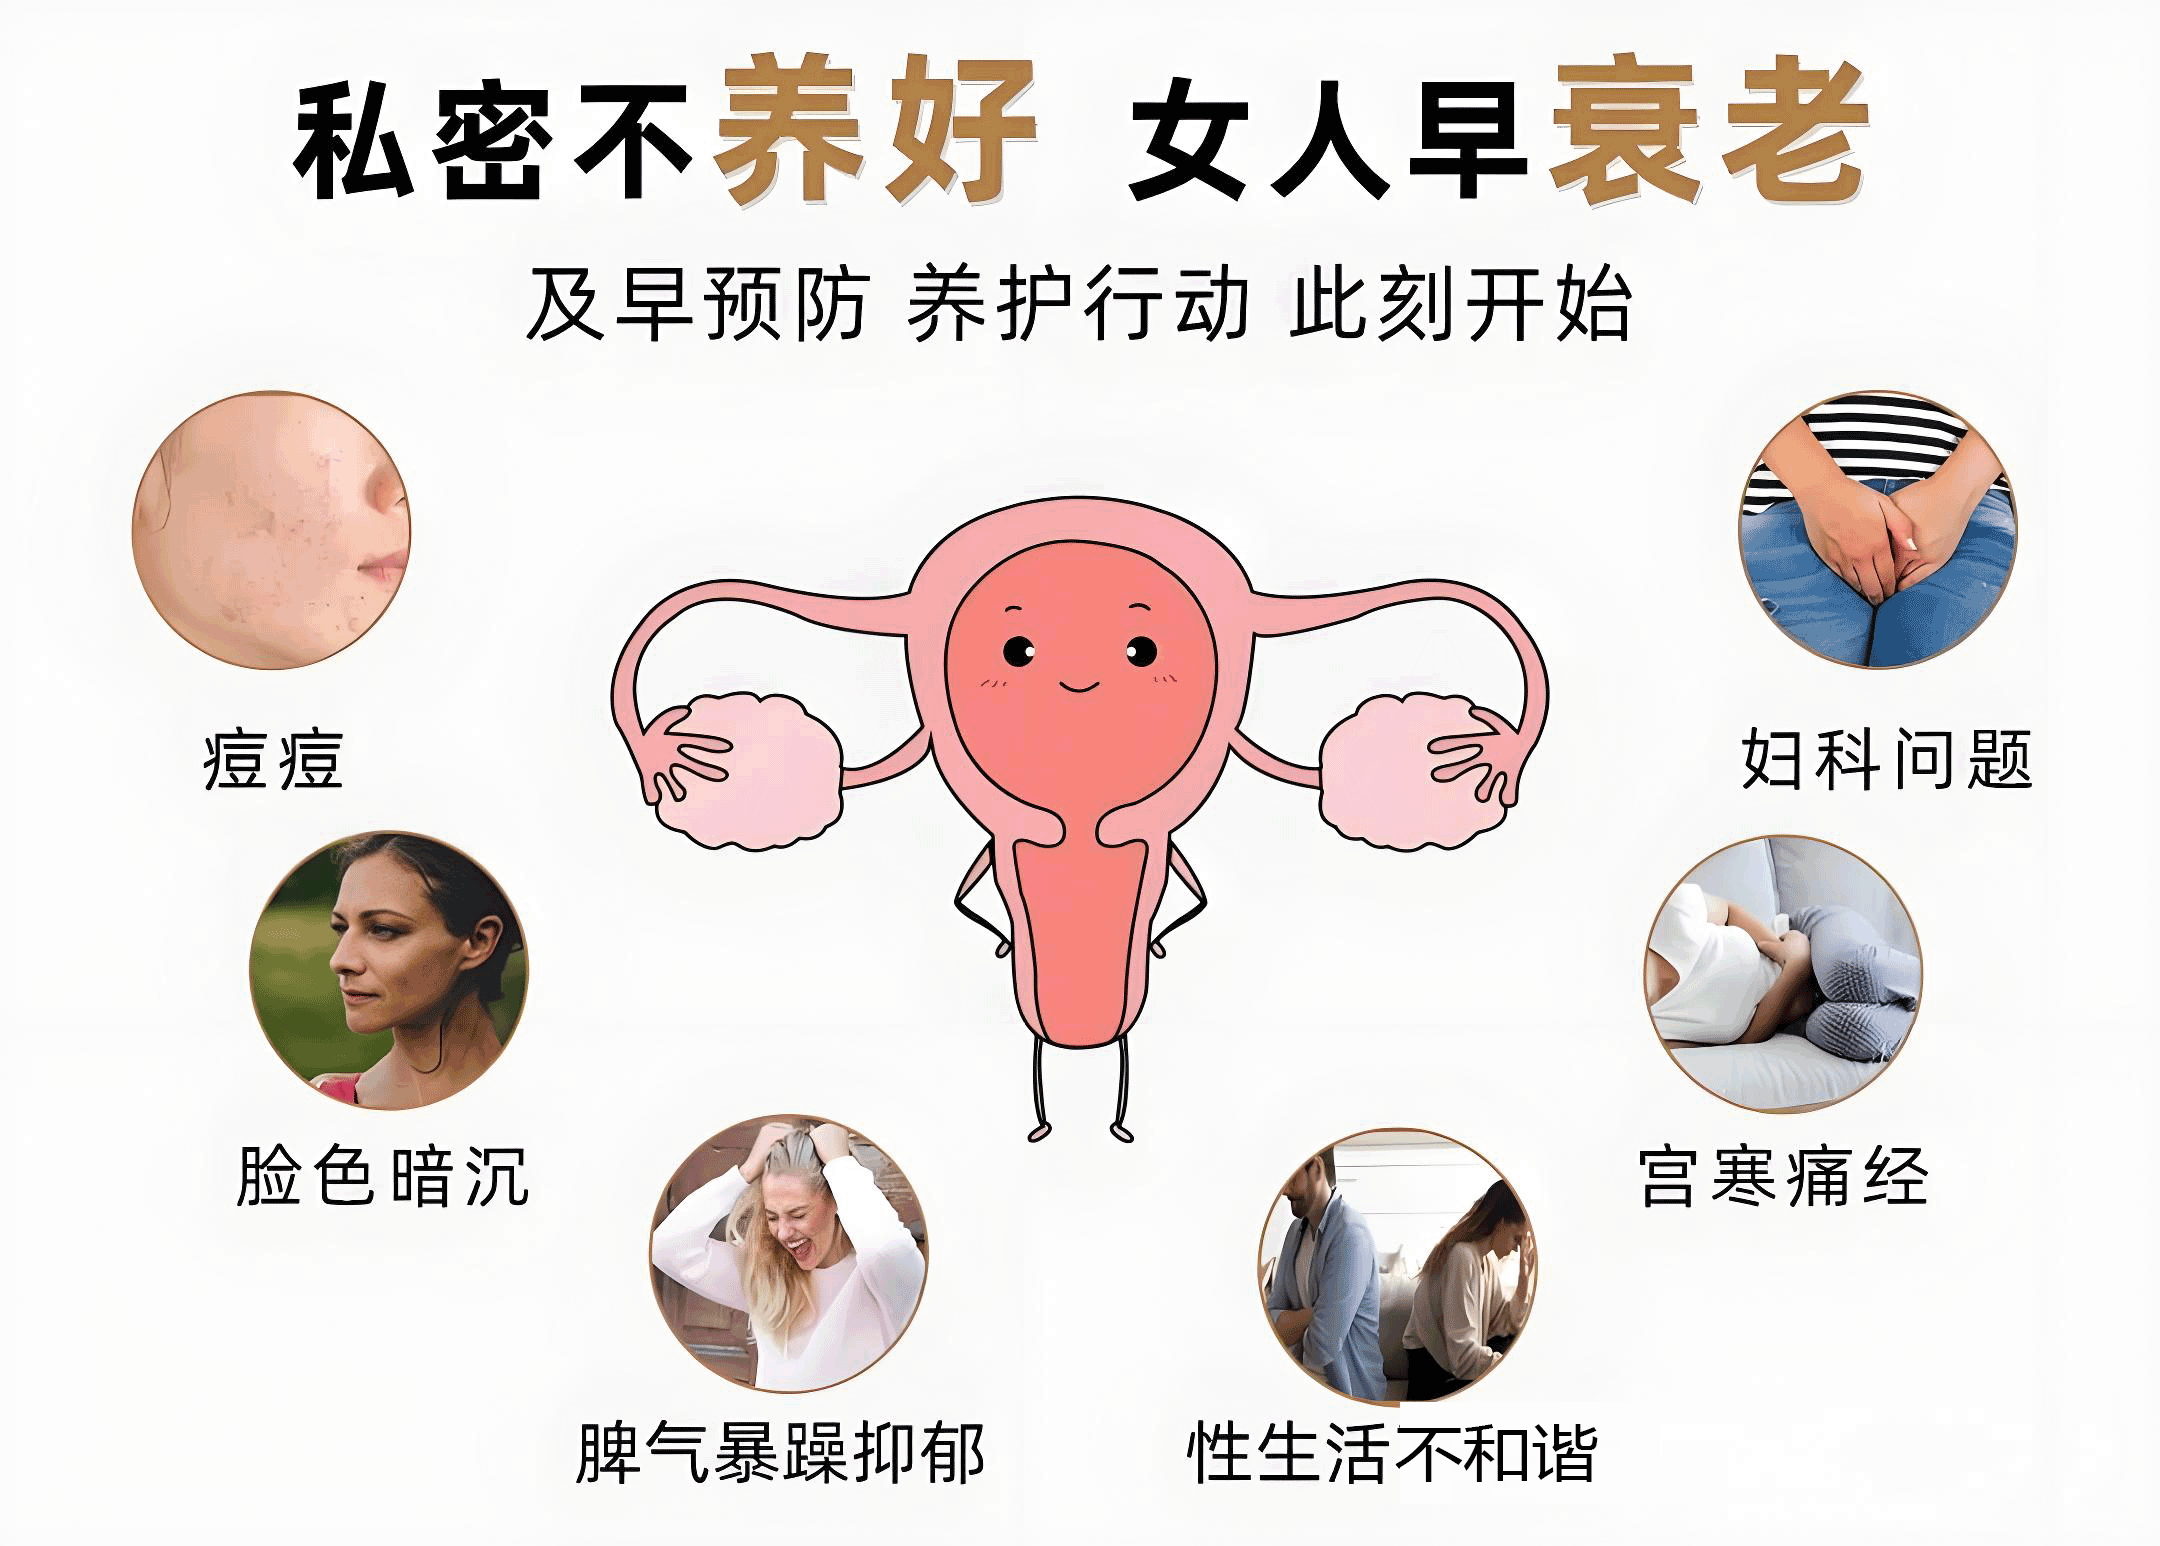 私密不养好 女人早衰老
及早预防 养护行动 此刻开始
痘痘
妇科问题
脸色暗沉
宫寒痛经
脾气暴躁抑郁
性生活不和谐